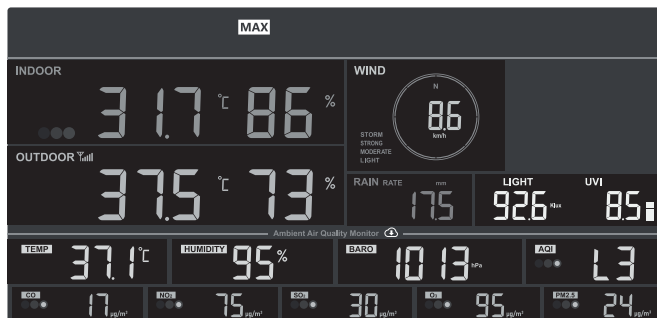 MAX
INDOOR
31.7 °C 86 %
OUTDOOR
37.5 °C 73 %
WIND
N
8.6
km/h
STORM
STRONG
MODERATE
LIGHT
RAIN RATE mm
17.5
LIGHT
92.6 Klux
UVI
8.5
Ambient Air Quality Monitor
TEMP 37.1 °C
HUMIDITY 95 %
BARO 1013 hPa
AQI L3
CO 17 µg/m³
NO₂ 75 µg/m³
SO₂ 30 µg/m³
O₃ 95 µg/m³
PM2.5 24 µg/m³